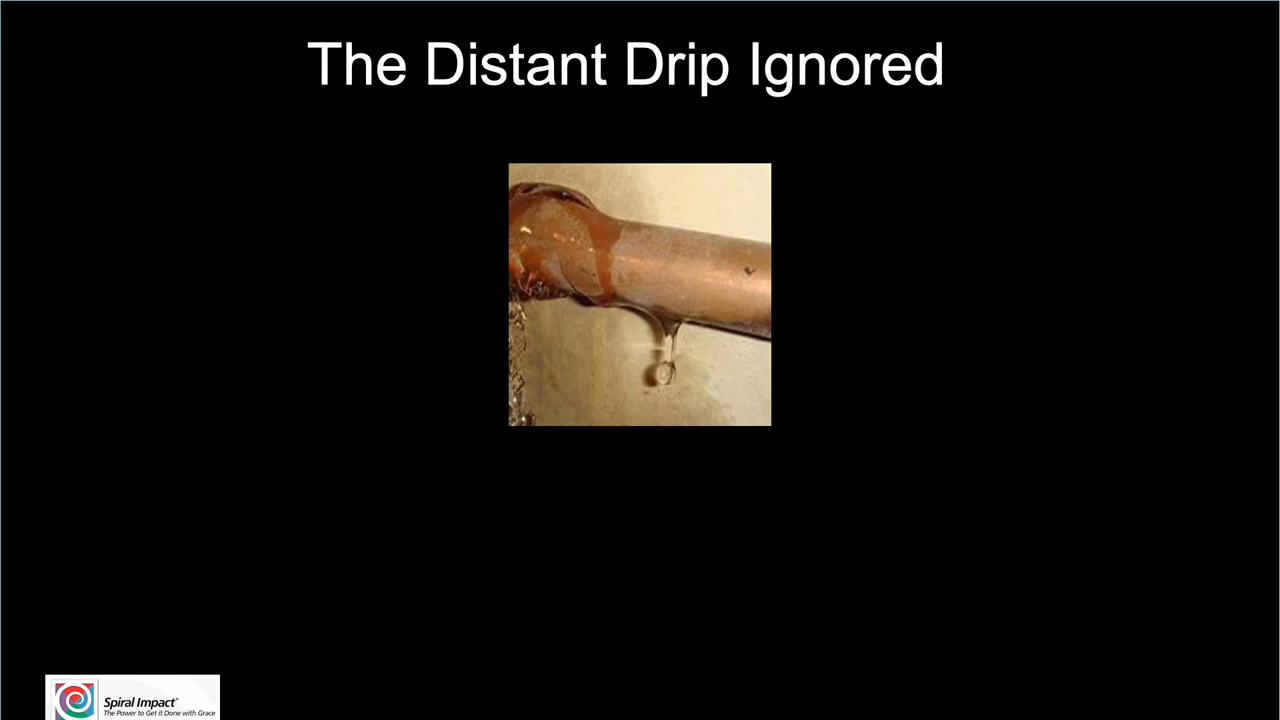 The Distant Drip Ignored
Spiral Impact®
The Power to Get it Done with Grace